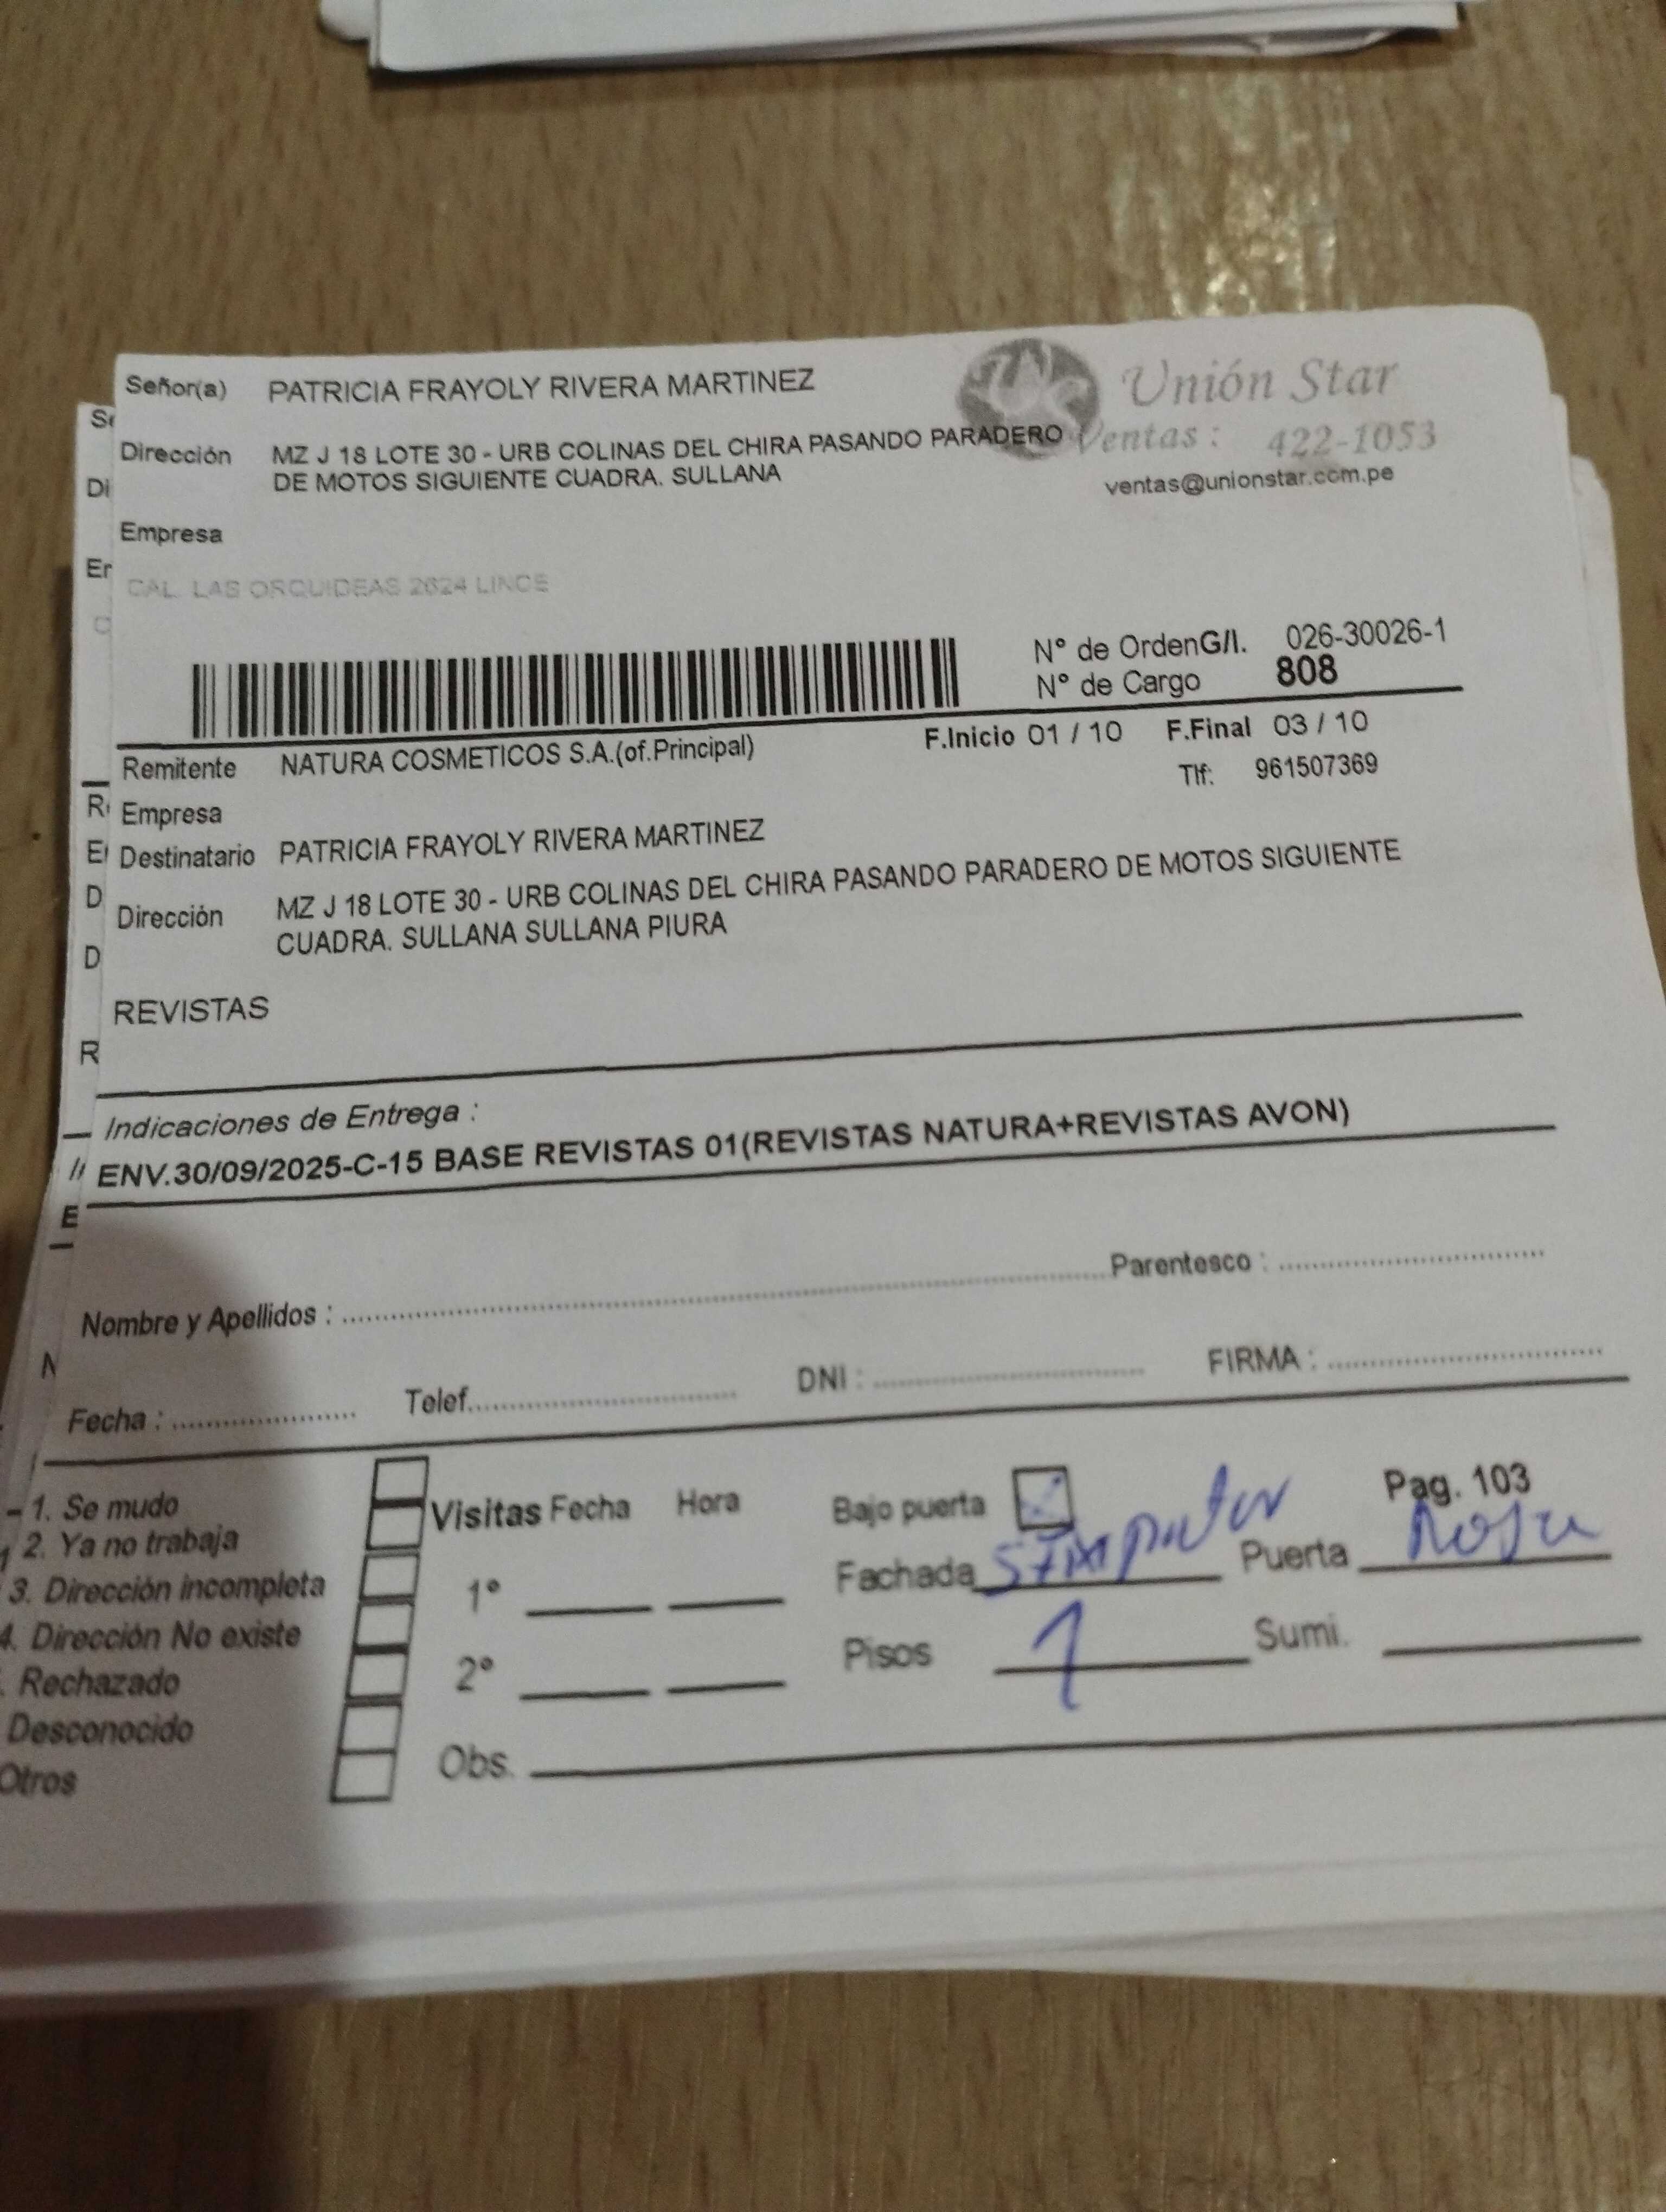 Señor(a) PATRICIA FRAYOLY RIVERA MARTINEZ
Unión Star
Dirección MZ J 18 LOTE 30 - URB COLINAS DEL CHIRA PASANDO PARADERO
Ventas : 422-1053
DE MOTOS SIGUIENTE CUADRA. SULLANA
ventas@unionstar.com.pe
Empresa
CAL. LAS ORQUIDEAS 2624 LINCE
N° de OrdenG/I. 026-30026-1
N° de Cargo 808
F.Inicio 01 / 10 F.Final 03 / 10
Remitente NATURA COSMETICOS S.A.(of.Principal)
Tlf: 961507369
Empresa
Destinatario PATRICIA FRAYOLY RIVERA MARTINEZ
Dirección MZ J 18 LOTE 30 - URB COLINAS DEL CHIRA PASANDO PARADERO DE MOTOS SIGUIENTE
CUADRA. SULLANA SULLANA PIURA
REVISTAS
Indicaciones de Entrega :
ENV.30/09/2025-C-15 BASE REVISTAS 01(REVISTAS NATURA+REVISTAS AVON)
Nombre y Apellidos : Parentesco :
Fecha : Telef. DNI : FIRMA :
1. Se mudo
2. Ya no trabaja
3. Dirección incompleta
4. Dirección No existe
. Rechazado
Desconocido
Otros
Visitas Fecha Hora
1°
2°
Obs.
Bajo puerta
Pag. 103
Fachada Puerta
Pisos 1 Sumi.